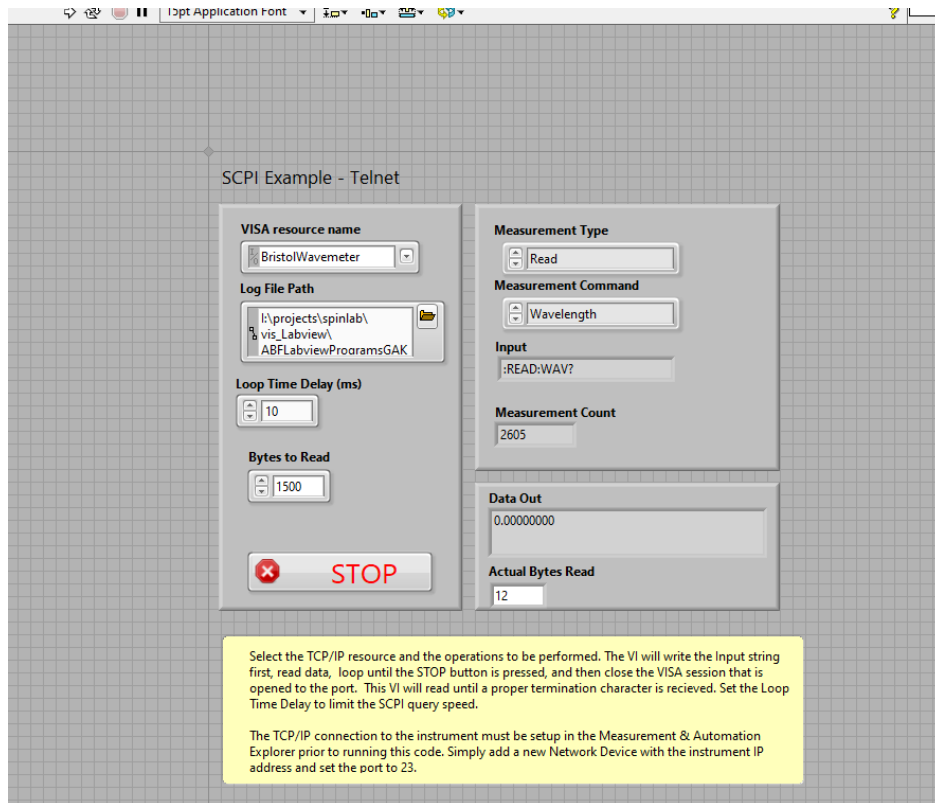 15pt Application Font
SCPI Example - Telnet
VISA resource name
BristolWavemeter
Log File Path
I:\projects\spinlab\
vis_Labview\
ABFLabviewProgramsGAK
Loop Time Delay (ms)
10
Bytes to Read
1500
STOP
Measurement Type
Read
Measurement Command
Wavelength
Input
:READ:WAV?
Measurement Count
2605
Data Out
0.00000000
Actual Bytes Read
12
Select the TCP/IP resource and the operations to be performed. The VI will write the Input string
first, read data, loop until the STOP button is pressed, and then close the VISA session that is
opened to the port. This VI will read until a proper termination character is recieved. Set the Loop
Time Delay to limit the SCPI query speed.
The TCP/IP connection to the instrument must be setup in the Measurement & Automation
Explorer prior to running this code. Simply add a new Network Device with the instrument IP
address and set the port to 23.